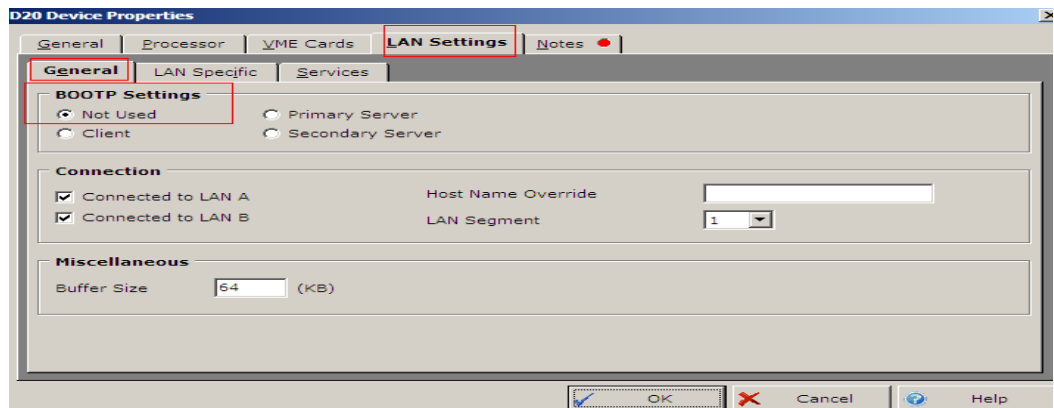 D20 Device Properties
General Processor VME Cards LAN Settings Notes
General LAN Specific Services
BOOTP Settings
Not Used Primary Server
Client Secondary Server
Connection
Connected to LAN A Host Name Override
Connected to LAN B LAN Segment 1
Miscellaneous
Buffer Size 64 (KB)
OK Cancel Help